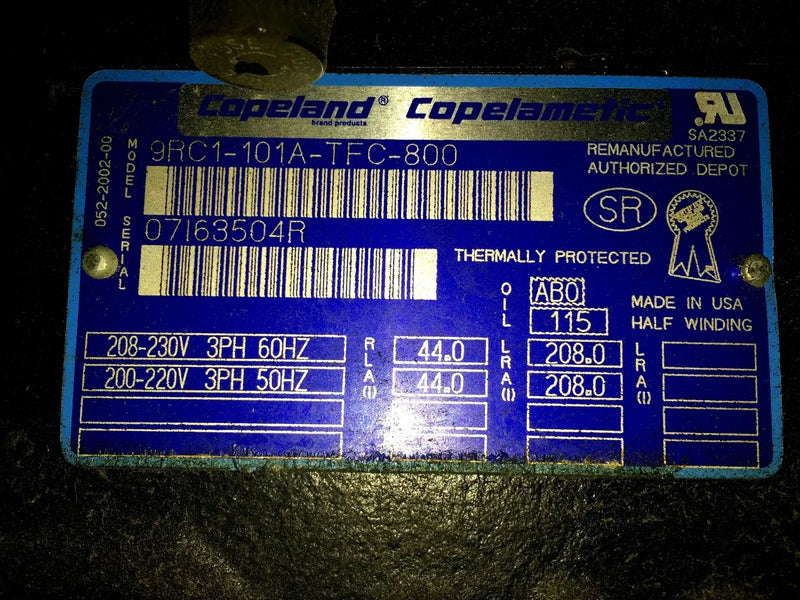 Copeland® Copelametic®
brand products
SA2337
REMANUFACTURED
AUTHORIZED DEPOT
052-2002-00
MODEL
9RC1-101A-TFC-800
SERIAL
07I63504R
SR
THERMALLY PROTECTED
OIL
ABO
115
MADE IN USA
HALF WINDING
208-230V 3PH 60HZ RLA(I) 44.0 LRA(I) 208.0 LRA(I)
200-220V 3PH 50HZ 44.0 208.0